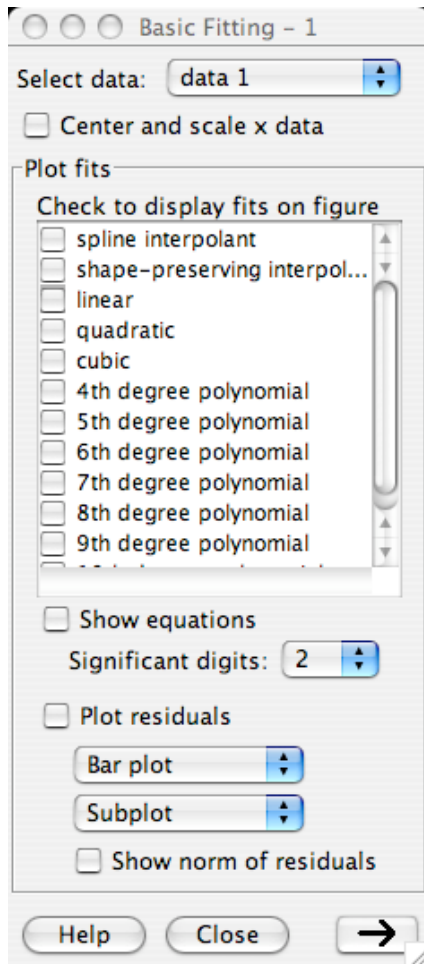 Basic Fitting – 1
Select data: data 1
Center and scale x data
Plot fits
Check to display fits on figure
spline interpolant
shape-preserving interpol...
linear
quadratic
cubic
4th degree polynomial
5th degree polynomial
6th degree polynomial
7th degree polynomial
8th degree polynomial
9th degree polynomial
Show equations
Significant digits: 2
Plot residuals
Bar plot
Subplot
Show norm of residuals
Help Close →